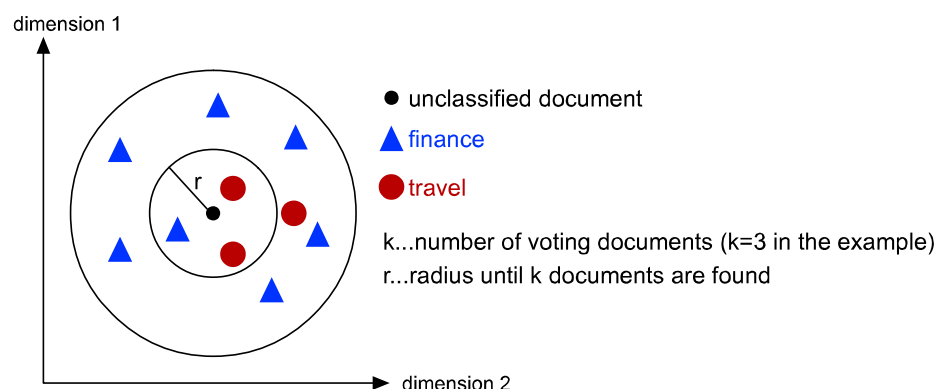 dimension 1
r
unclassified document
finance
travel
k...number of voting documents (k=3 in the example)
r...radius until k documents are found
dimension 2